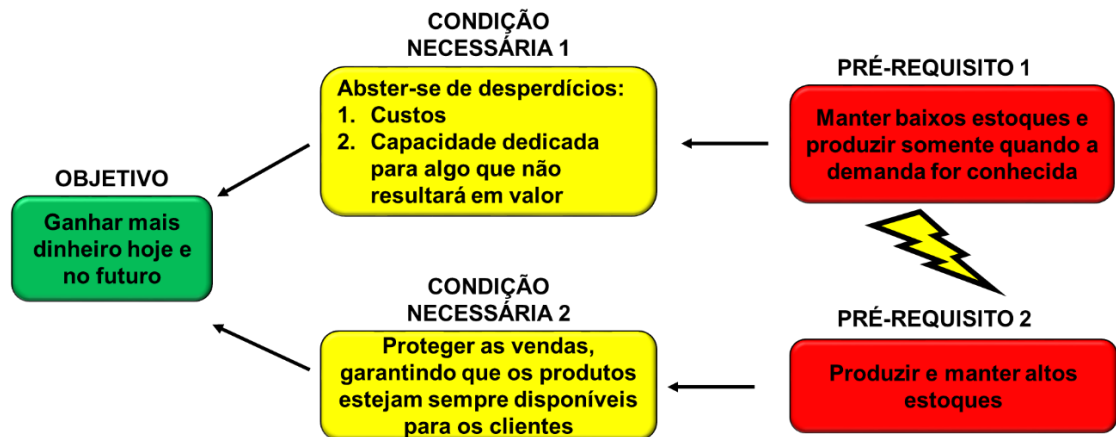 CONDIÇÃO
NECESSÁRIA 1
Abster-se de desperdícios:
1. Custos
2. Capacidade dedicada
para algo que não
resultará em valor
PRÉ-REQUISITO 1
Manter baixos estoques e
produzir somente quando a
demanda for conhecida
OBJETIVO
Ganhar mais
dinheiro hoje e
no futuro
CONDIÇÃO
NECESSÁRIA 2
Proteger as vendas,
garantindo que os produtos
estejam sempre disponíveis
para os clientes
PRÉ-REQUISITO 2
Produzir e manter altos
estoques